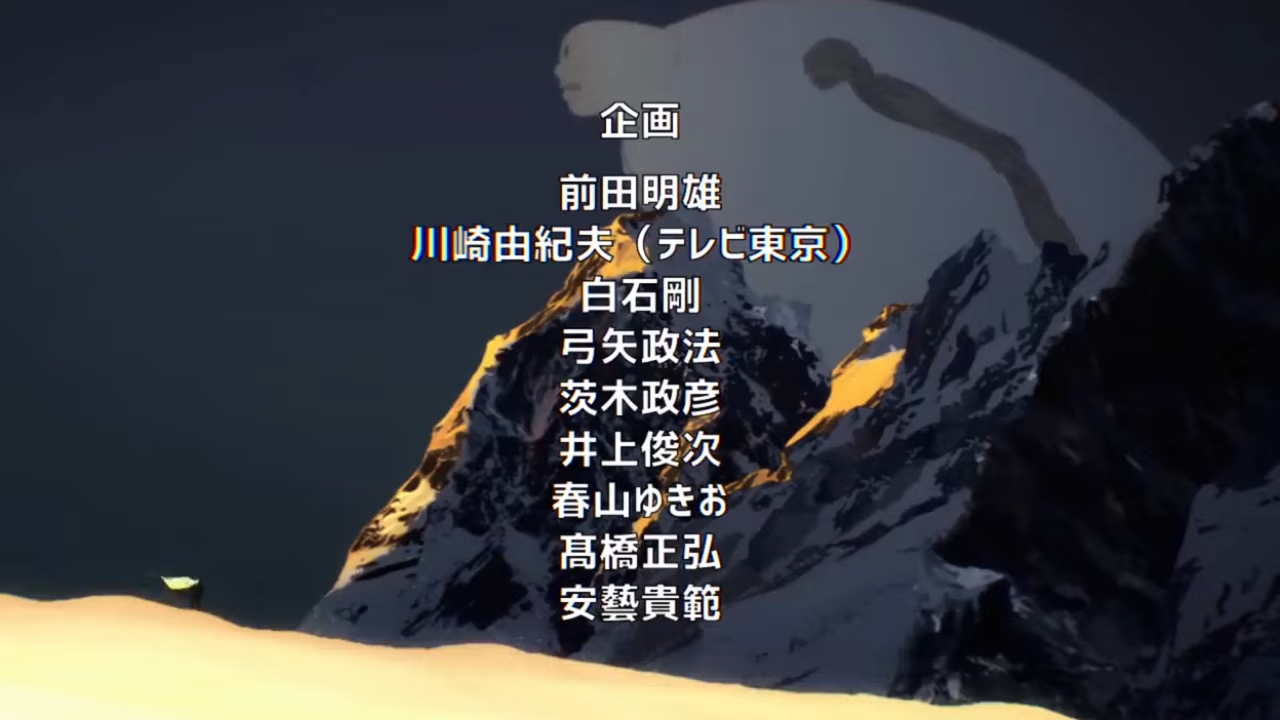 企画
前田明雄
川崎由紀夫（テレビ東京）
白石剛
弓矢政法
茨木政彦
井上俊次
春山ゆきお
髙橋正弘
安藝貴範